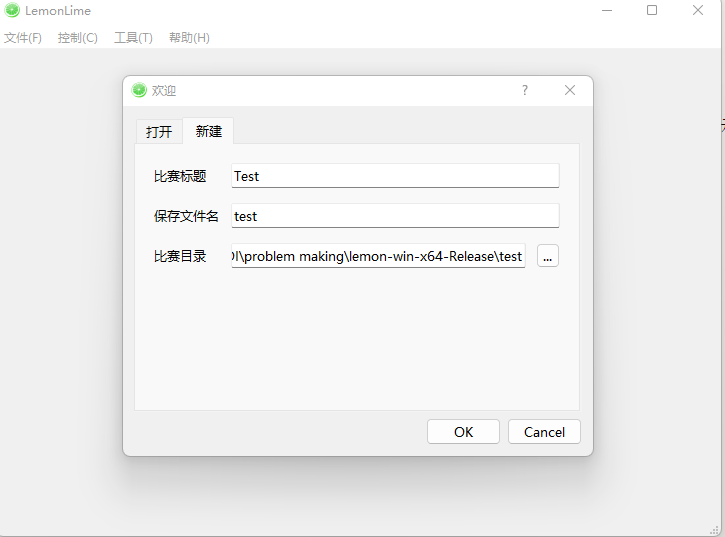 LemonLime
文件(F) 控制(C) 工具(T) 帮助(H)
欢迎 ?
打开 新建
比赛标题 Test
保存文件名 test
比赛目录 \problem making\lemon-win-x64-Release\test ...
OK Cancel